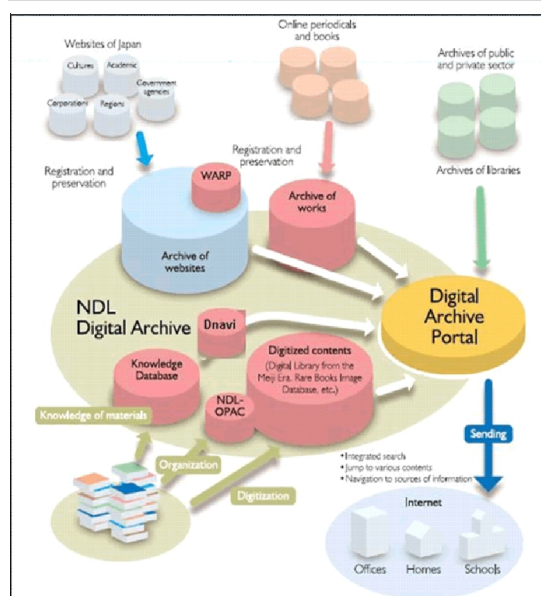 Websites of Japan
Cultures
Academic
Government
agencies
Corporations
Regions
Online periodicals
and books
Archives of public
and private sector
Registration and
preservation
Registration and
preservation
Archives of libraries
WARP
Archive of
websites
Archive of
works
NDL
Digital Archive
Dnavi
Knowledge
Database
NDL-
OPAC
Digitized contents
(Digital Library from the
Meiji Era. Rare Books Image
Database, etc.)
Digital
Archive
Portal
Knowledge of materials
Organization
Digitization
Sending
• Integrated search
• Jump to various contents
• Navigation to sources of information
Internet
Offices
Homes
Schools